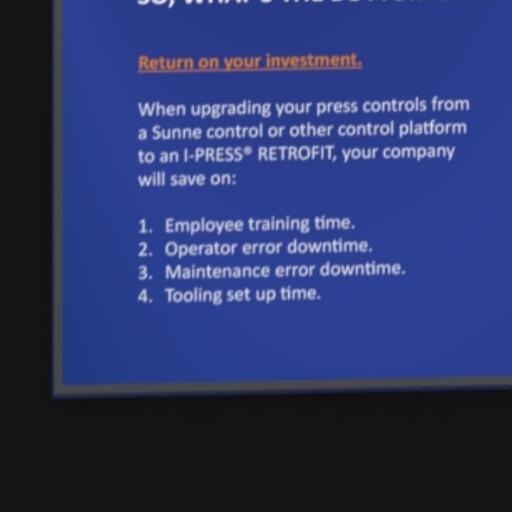 Return on your investment.
When upgrading your press controls from
a Sunne control or other control platform
to an I-PRESS® RETROFIT, your company
will save on:
1. Employee training time.
2. Operator error downtime.
3. Maintenance error downtime.
4. Tooling set up time.